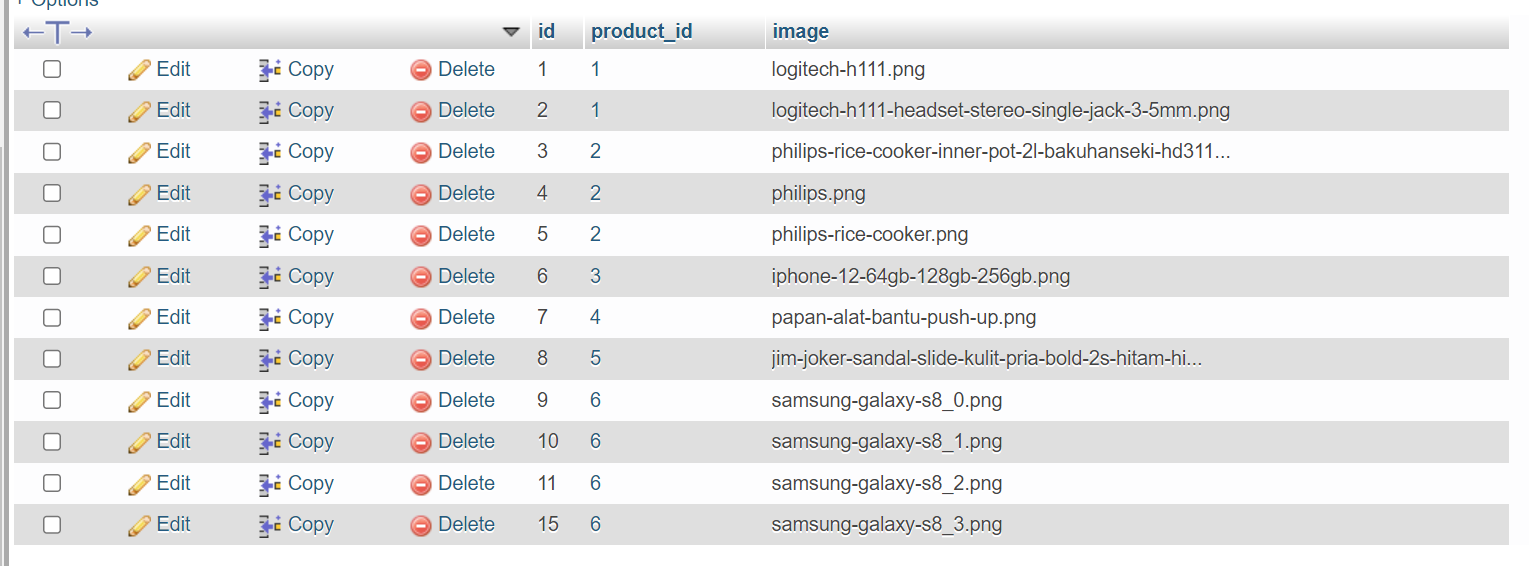 Options
id product_id image
Edit Copy Delete 1 1 logitech-h111.png
Edit Copy Delete 2 1 logitech-h111-headset-stereo-single-jack-3-5mm.png
Edit Copy Delete 3 2 philips-rice-cooker-inner-pot-2l-bakuhanseki-hd311...
Edit Copy Delete 4 2 philips.png
Edit Copy Delete 5 2 philips-rice-cooker.png
Edit Copy Delete 6 3 iphone-12-64gb-128gb-256gb.png
Edit Copy Delete 7 4 papan-alat-bantu-push-up.png
Edit Copy Delete 8 5 jim-joker-sandal-slide-kulit-pria-bold-2s-hitam-hi...
Edit Copy Delete 9 6 samsung-galaxy-s8_0.png
Edit Copy Delete 10 6 samsung-galaxy-s8_1.png
Edit Copy Delete 11 6 samsung-galaxy-s8_2.png
Edit Copy Delete 15 6 samsung-galaxy-s8_3.png